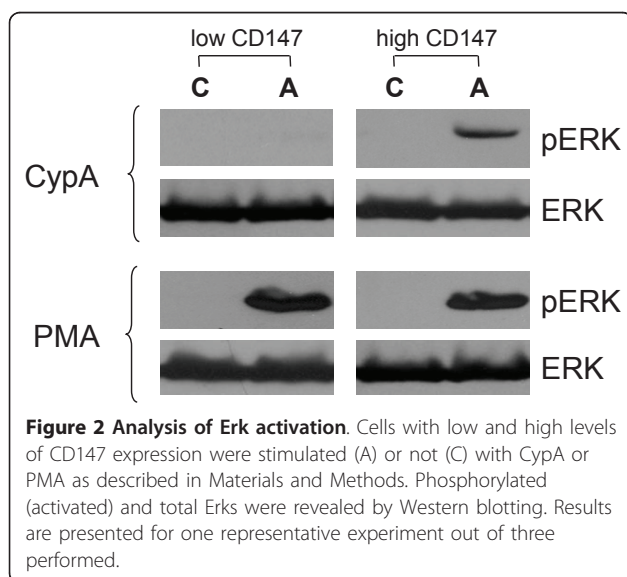 low CD147 high CD147
C A C A
CypA
pERK
ERK
PMA
pERK
ERK
Figure 2 Analysis of Erk activation. Cells with low and high levels
of CD147 expression were stimulated (A) or not (C) with CypA or
PMA as described in Materials and Methods. Phosphorylated
(activated) and total Erks were revealed by Western blotting. Results
are presented for one representative experiment out of three
performed.